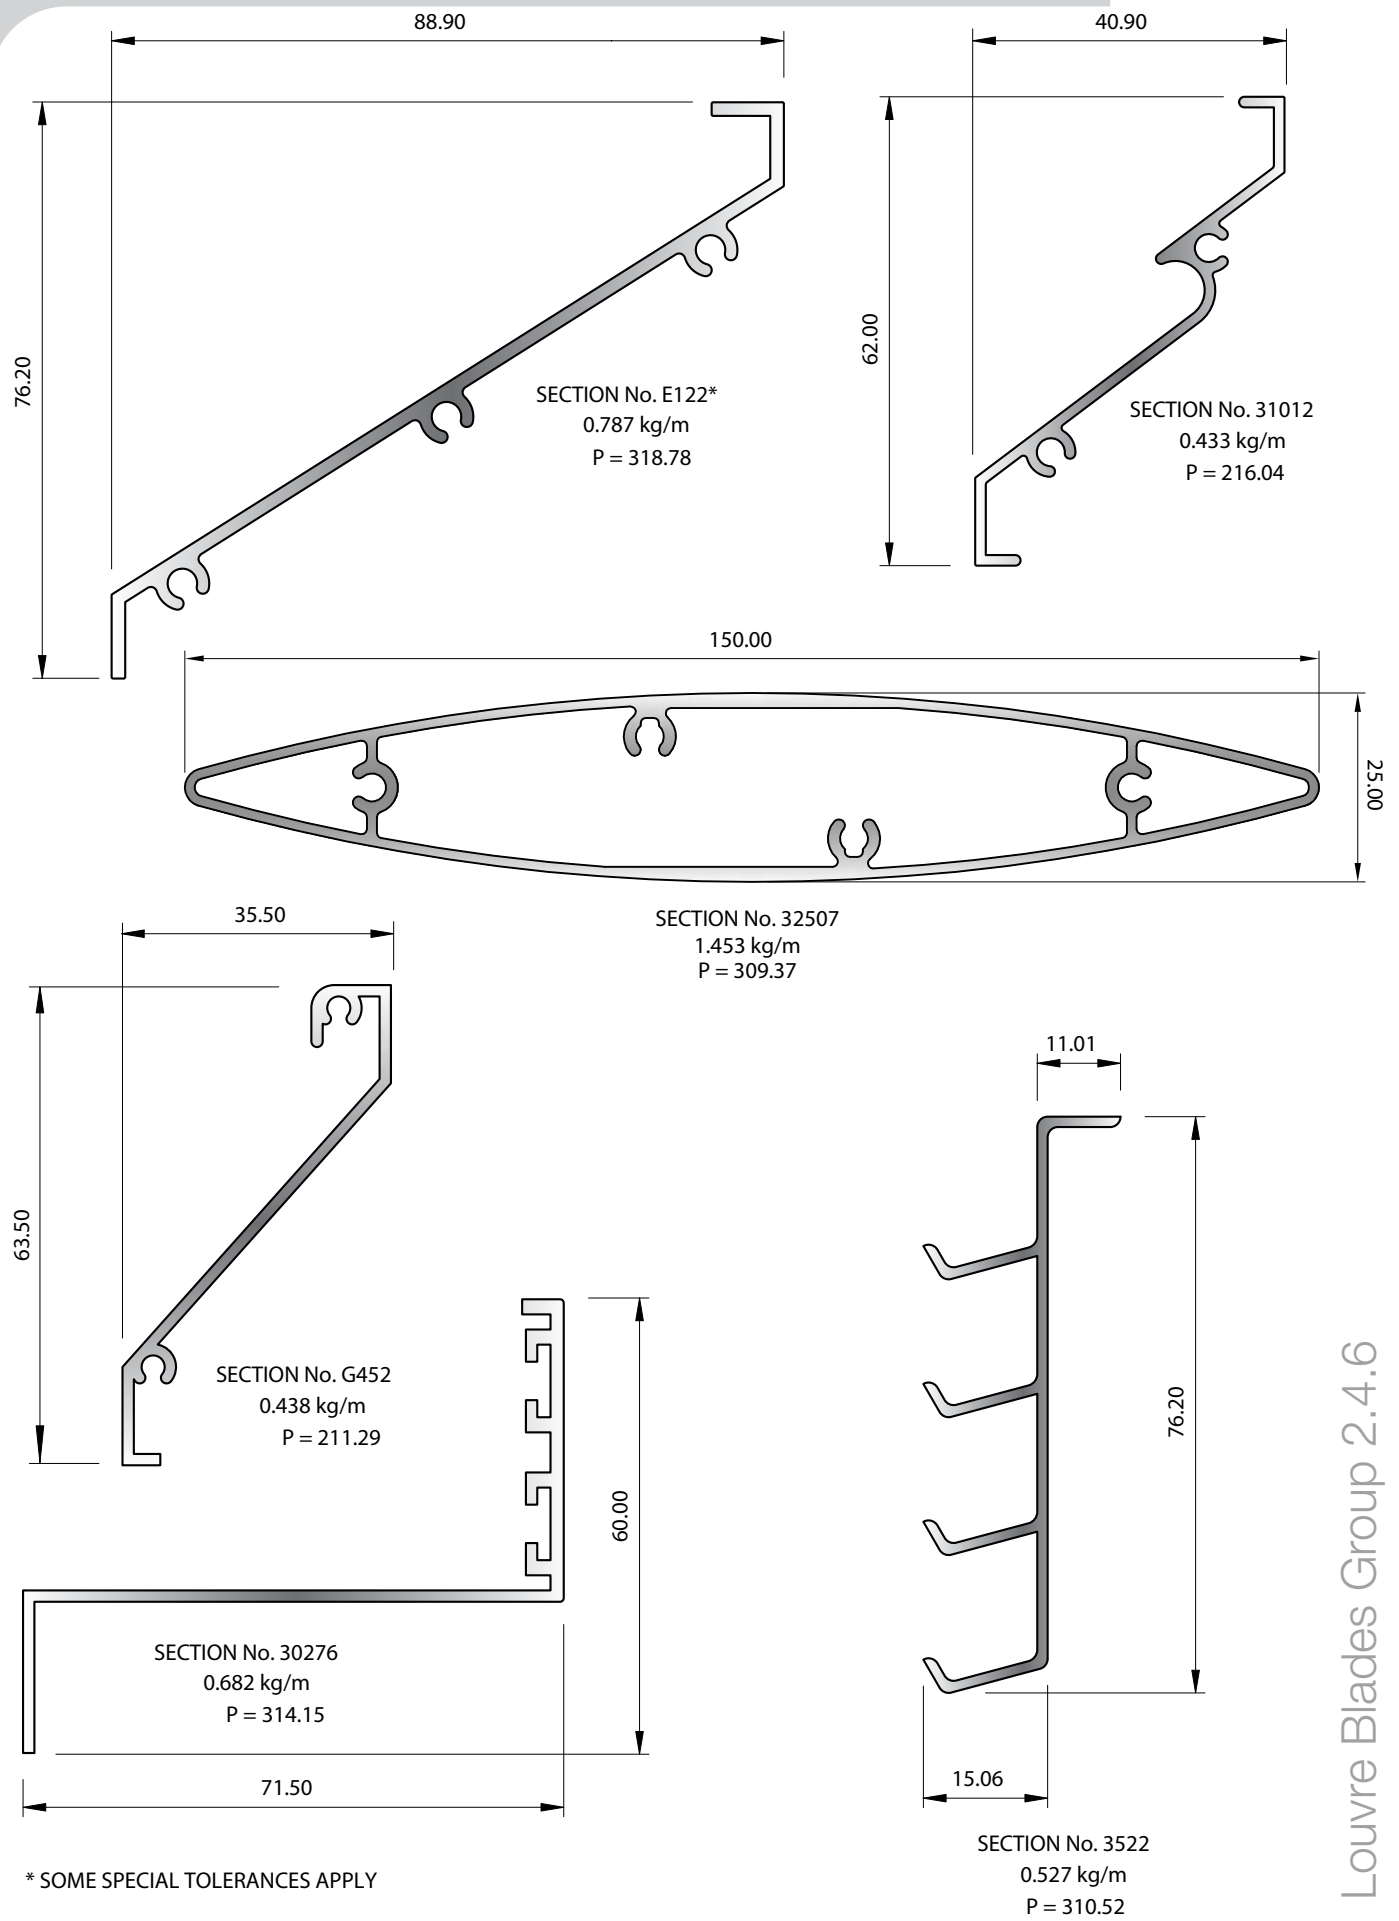 88.90
40.90
76.20
62.00
SECTION No. E122*
0.787 kg/m
P = 318.78
SECTION No. 31012
0.433 kg/m
P = 216.04
150.00
25.00
SECTION No. 32507
1.453 kg/m
P = 309.37
35.50
63.50
SECTION No. G452
0.438 kg/m
P = 211.29
11.01
76.20
60.00
SECTION No. 30276
0.682 kg/m
P = 314.15
71.50
15.06
SECTION No. 3522
0.527 kg/m
P = 310.52
* SOME SPECIAL TOLERANCES APPLY
Louvre Blades Group 2.4.6